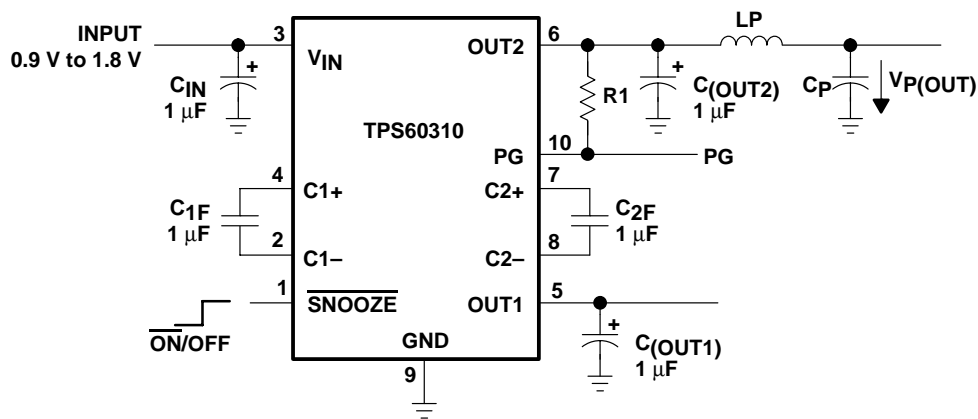 INPUT
0.9 V to 1.8 V
3
VIN
CIN
1 μF
+
TPS60310
OUT2
6
R1
+
C(OUT2)
1 μF
LP
CP
VP(OUT)
PG
10
PG
4
C1+
C1F
1 μF
2
C1–
C2+
7
C2F
1 μF
8
C2–
1
SNOOZE
ON/OFF
OUT1
5
+
C(OUT1)
1 μF
GND
9